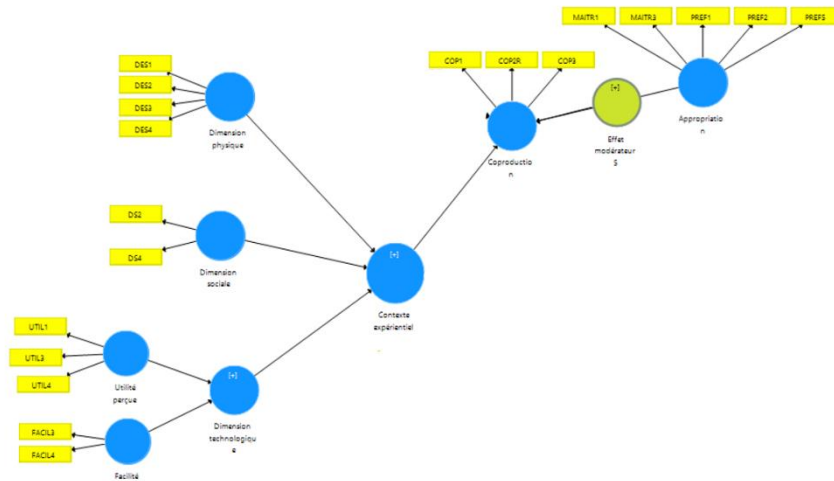 MAITR1
MAITR3
PREF1
PREF2
PREF5
COP1
COP2R
COP3
DES1
DES2
DES3
DES4
[+]
Dimension
physique
Coproductio
n
Effet
modérateur
5
Appropriatio
n
DS2
DS4
Dimension
sociale
[+]
Contexte
expérientiel
UTIL1
UTIL3
UTIL4
Utilité
perçue
[+]
Dimension
technologiqu
e
FACIL3
FACIL4
Facilité